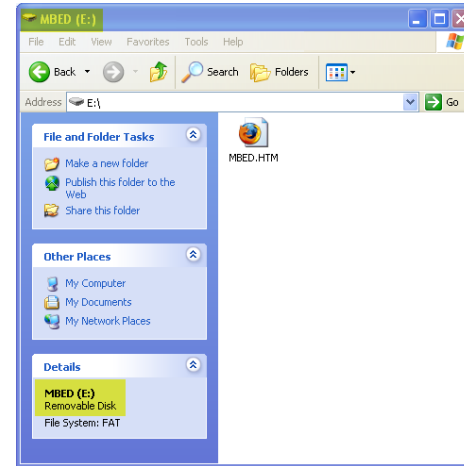 MBED (E:)
File Edit View Favorites Tools Help
Back Search Folders
Address E:\ Go
File and Folder Tasks
Make a new folder
Publish this folder to the
Web
Share this folder
MBED.HTM
Other Places
My Computer
My Documents
My Network Places
Details
MBED (E:)
Removable Disk
File System: FAT